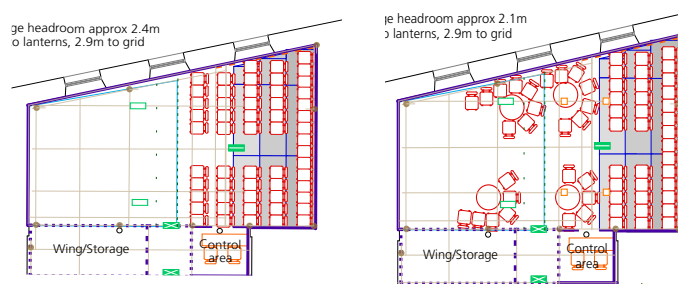 ge headroom approx 2.4m
o lanterns, 2.9m to grid
Wing/Storage
Control
area
ge headroom approx 2.1m
o lanterns, 2.9m to grid
Wing/Storage
Control
area